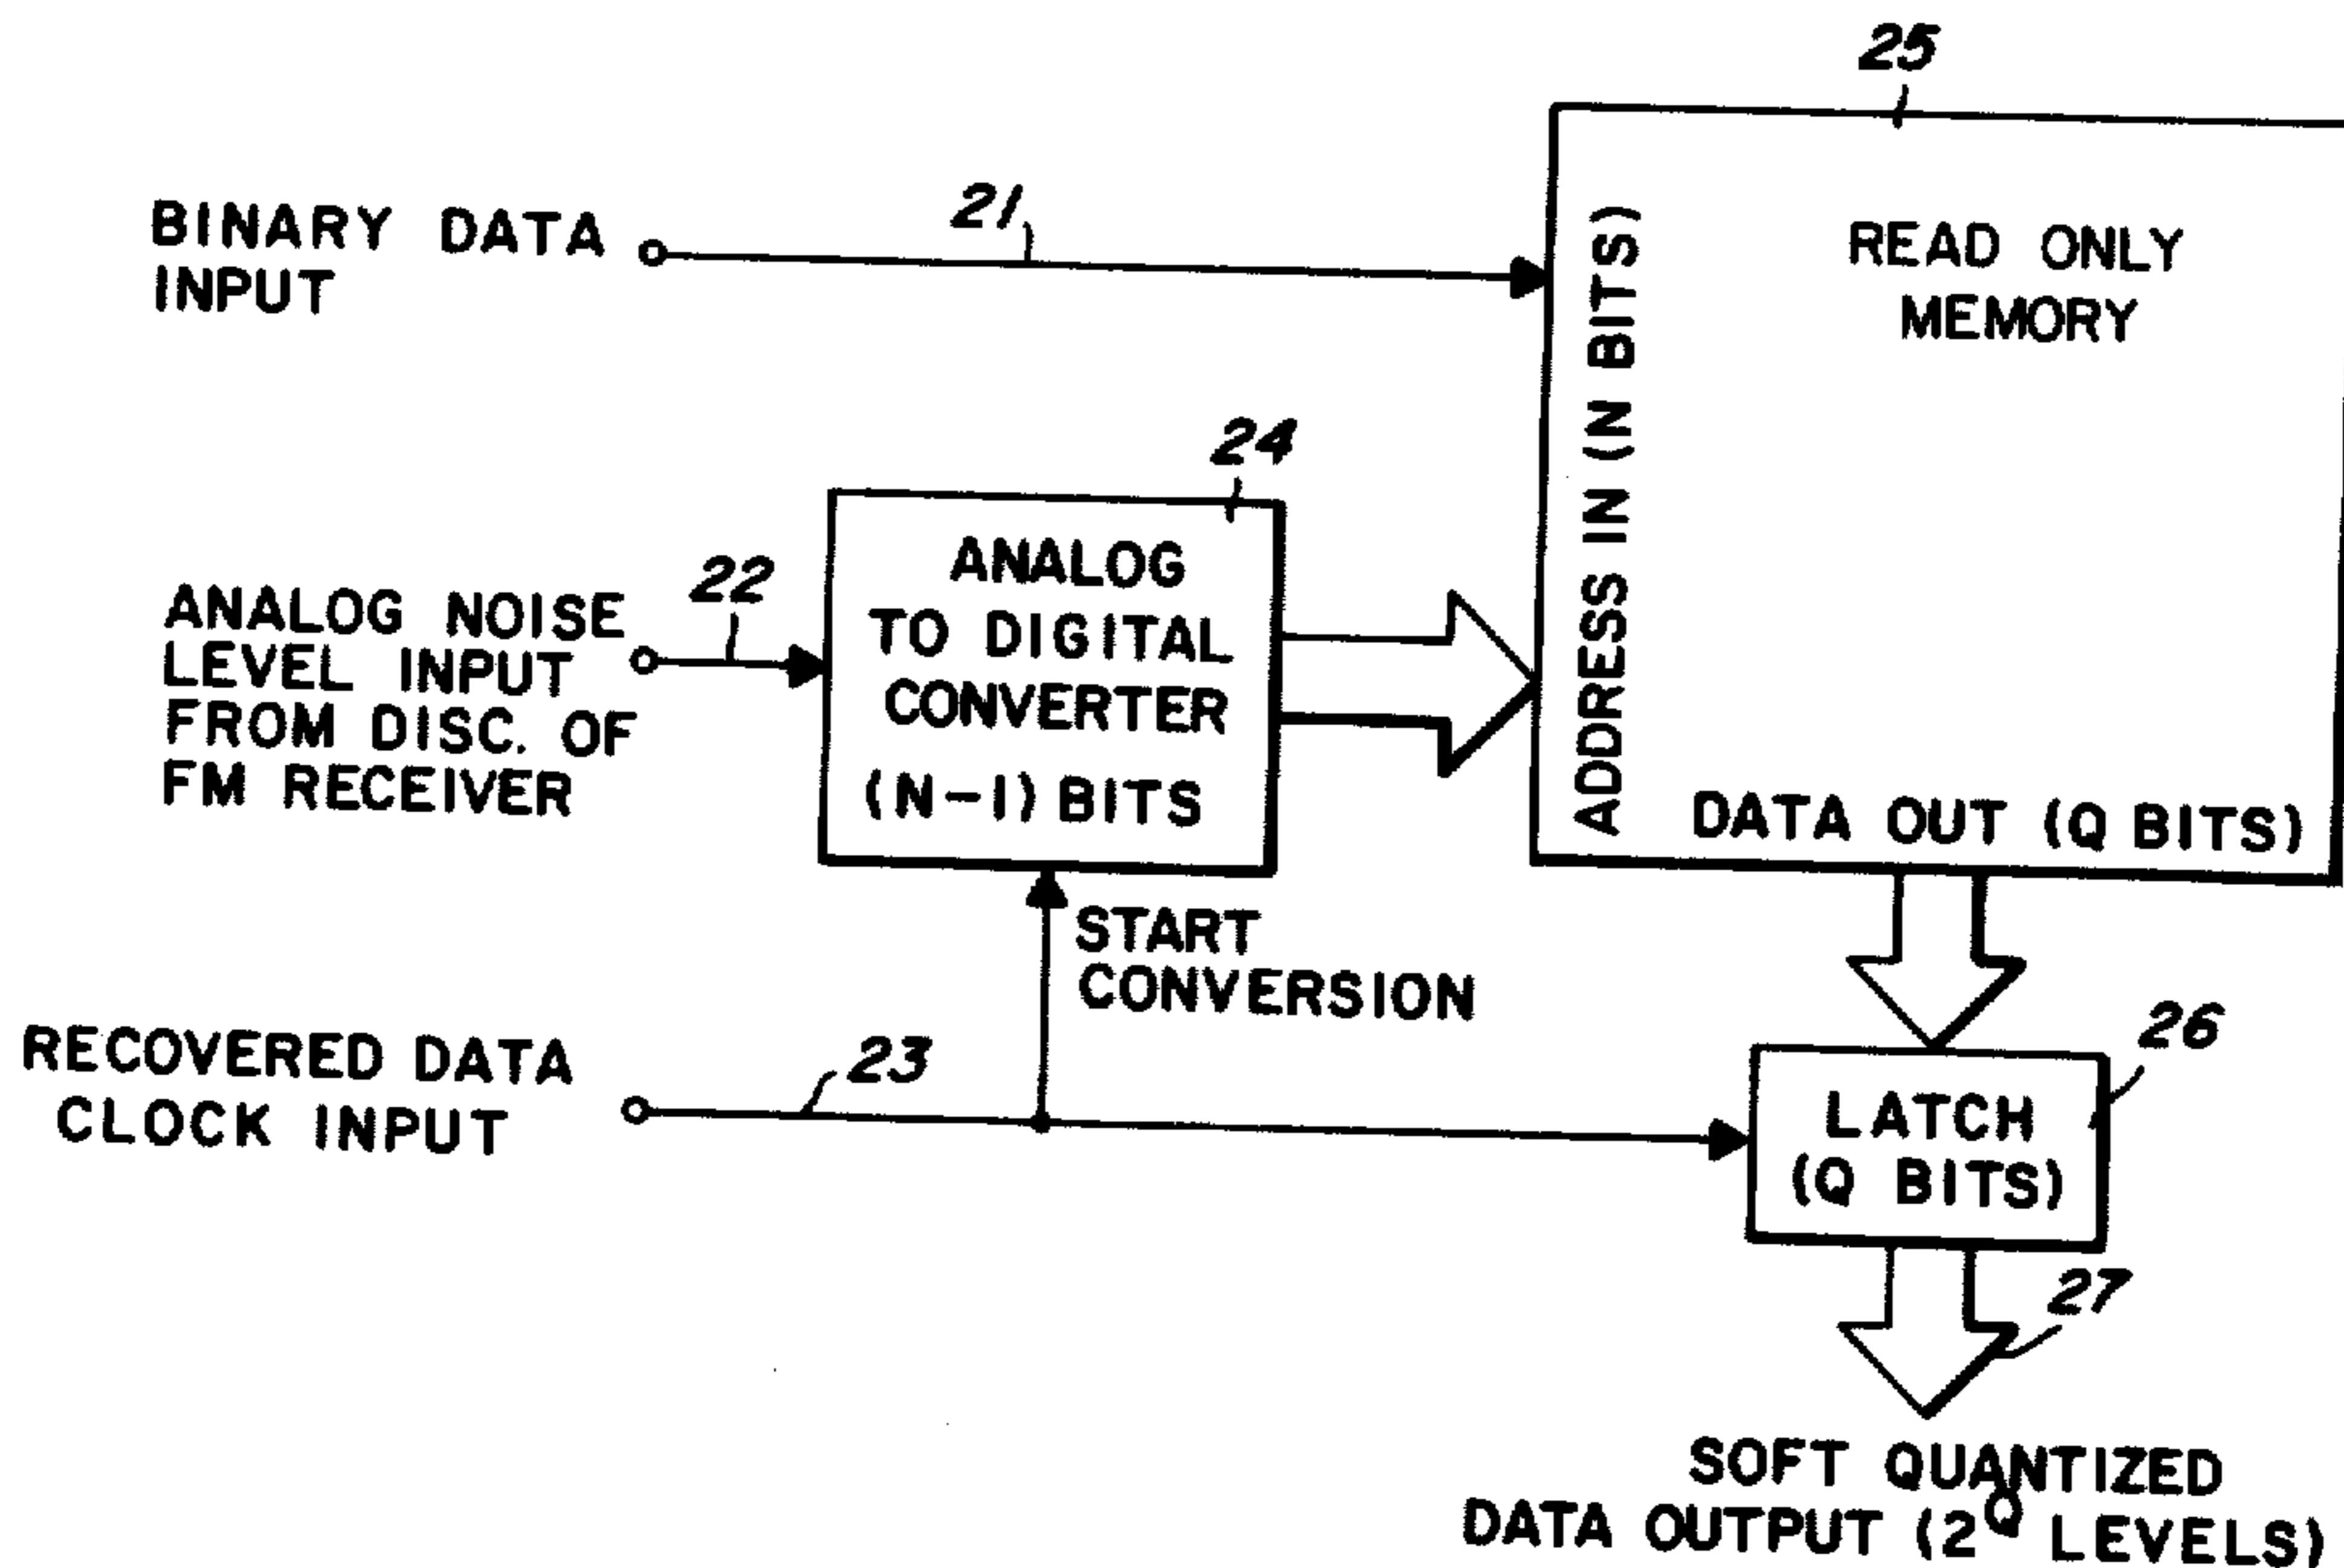 25
BINARY DATA
INPUT
21
READ ONLY
MEMORY
ADDRESS IN (N BITS)
24
ANALOG
TO DIGITAL
CONVERTER
(N-1) BITS
22
ANALOG NOISE
LEVEL INPUT
FROM DISC. OF
FM RECEIVER
DATA OUT (Q BITS)
START
CONVERSION
RECOVERED DATA
CLOCK INPUT
23
26
LATCH
(Q BITS)
27
SOFT QUANTIZED
DATA OUTPUT (2^Q LEVELS)